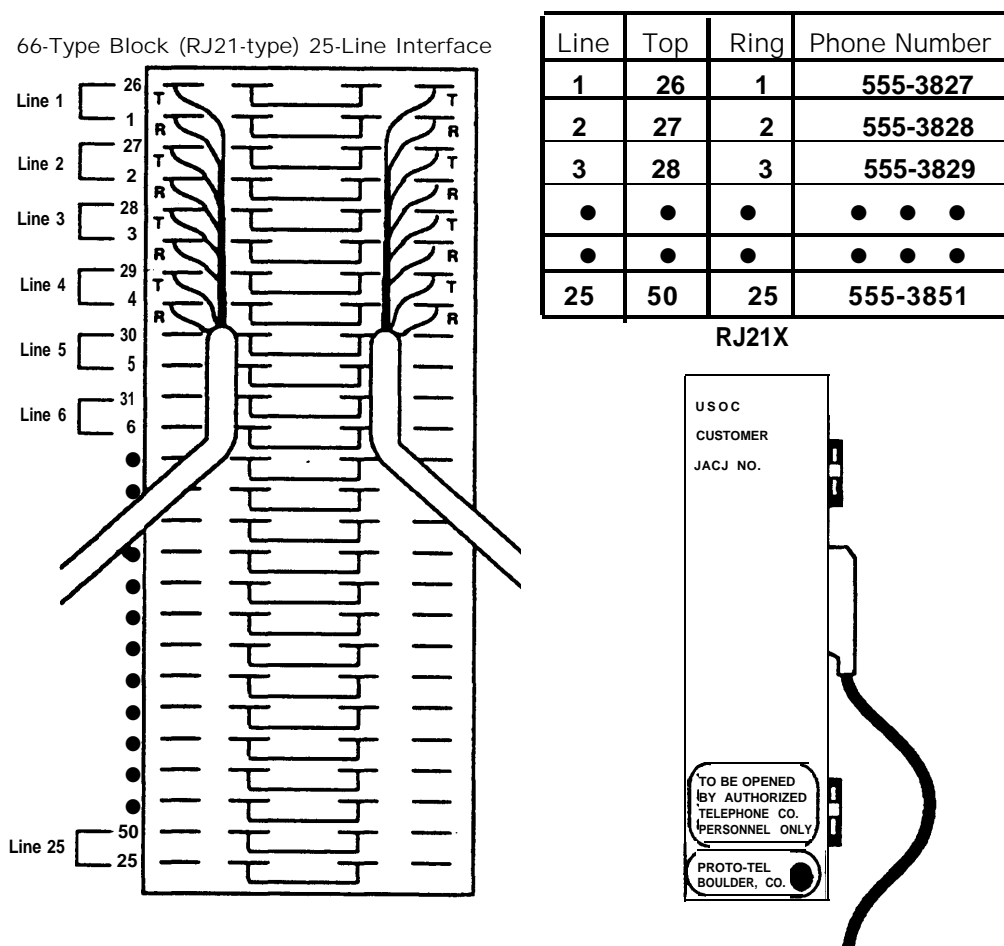 66-Type Block (RJ21-type) 25-Line Interface
Line 1
26
1
Line 2
27
2
Line 3
28
3
Line 4
29
4
Line 5
30
5
Line 6
31
6
Line 25
50
25
T
R
T
R
T
R
T
R
T
R
T
R
T
R
T
R
Line Top Ring Phone Number
1 26 1 555-3827
2 27 2 555-3828
3 28 3 555-3829
● ● ● ● ● ●
● ● ● ● ● ●
25 50 25 555-3851
RJ21X
USOC
CUSTOMER
JACJ NO.
TO BE OPENED
BY AUTHORIZED
TELEPHONE CO.
PERSONNEL ONLY
PROTO-TEL
BOULDER, CO.